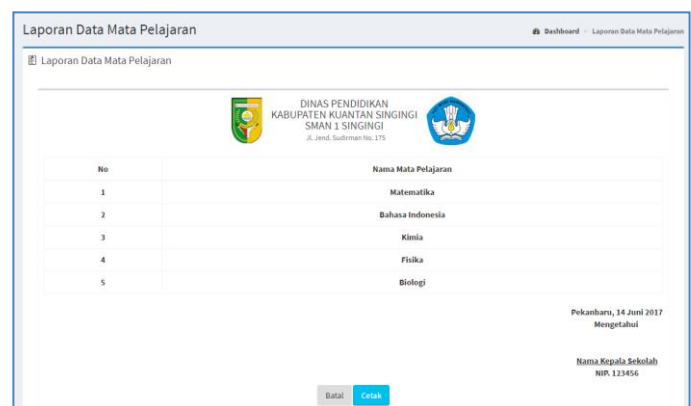 Laporan Data Mata Pelajaran
Dashboard > Laporan Data Mata Pelajaran
Laporan Data Mata Pelajaran
DINAS PENDIDIKAN
KABUPATEN KUANTAN SINGINGI
SMAN 1 SINGINGI
Jl. Jend. Sudirman No. 175
No Nama Mata Pelajaran
1 Matematika
2 Bahasa Indonesia
3 Kimia
4 Fisika
5 Biologi
Pekanbaru, 14 Juni 2017
Mengetahui
Nama Kepala Sekolah
NIP. 123456
Batal Cetak